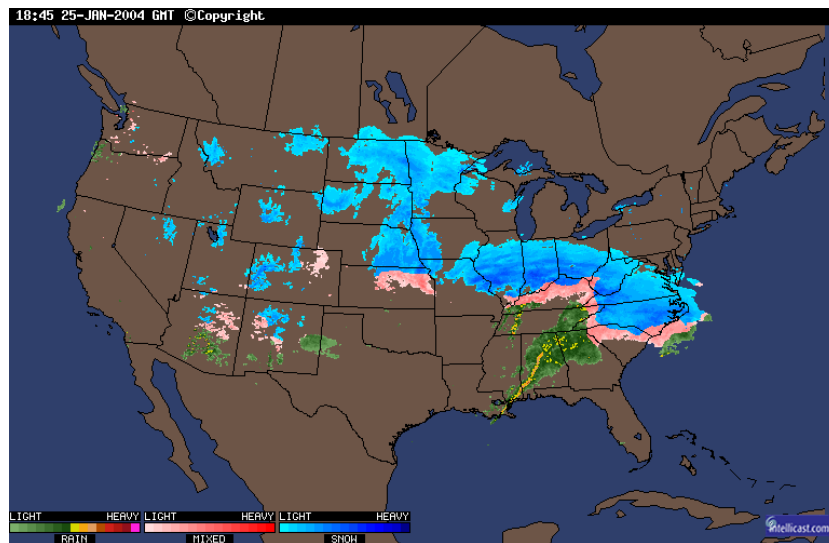 18:45 25-JAN-2004 GMT ©Copyright
LIGHT HEAVY LIGHT HEAVY LIGHT HEAVY
RAIN MIXED SNOW
intellicast.com